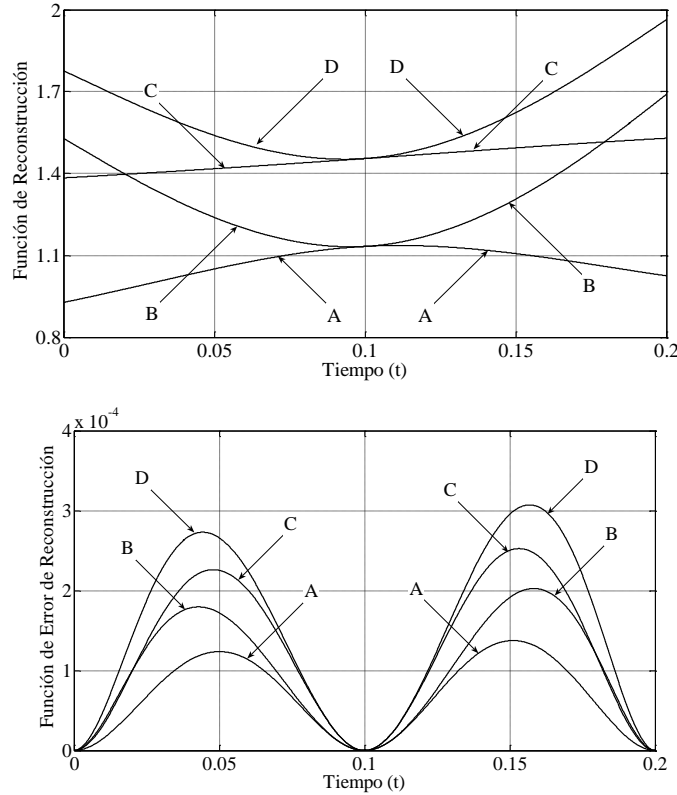 2
1.7
1.4
1.1
0.8
Función de Reconstrucción
D
D
C
C
B
A
A
B
0
0.05
0.1
0.15
0.2
Tiempo (t)
x 10⁻⁴
4
3
2
1
0
Función de Error de Reconstrucción
D
B
C
A
C
A
D
B
0
0.05
0.1
0.15
0.2
Tiempo (t)